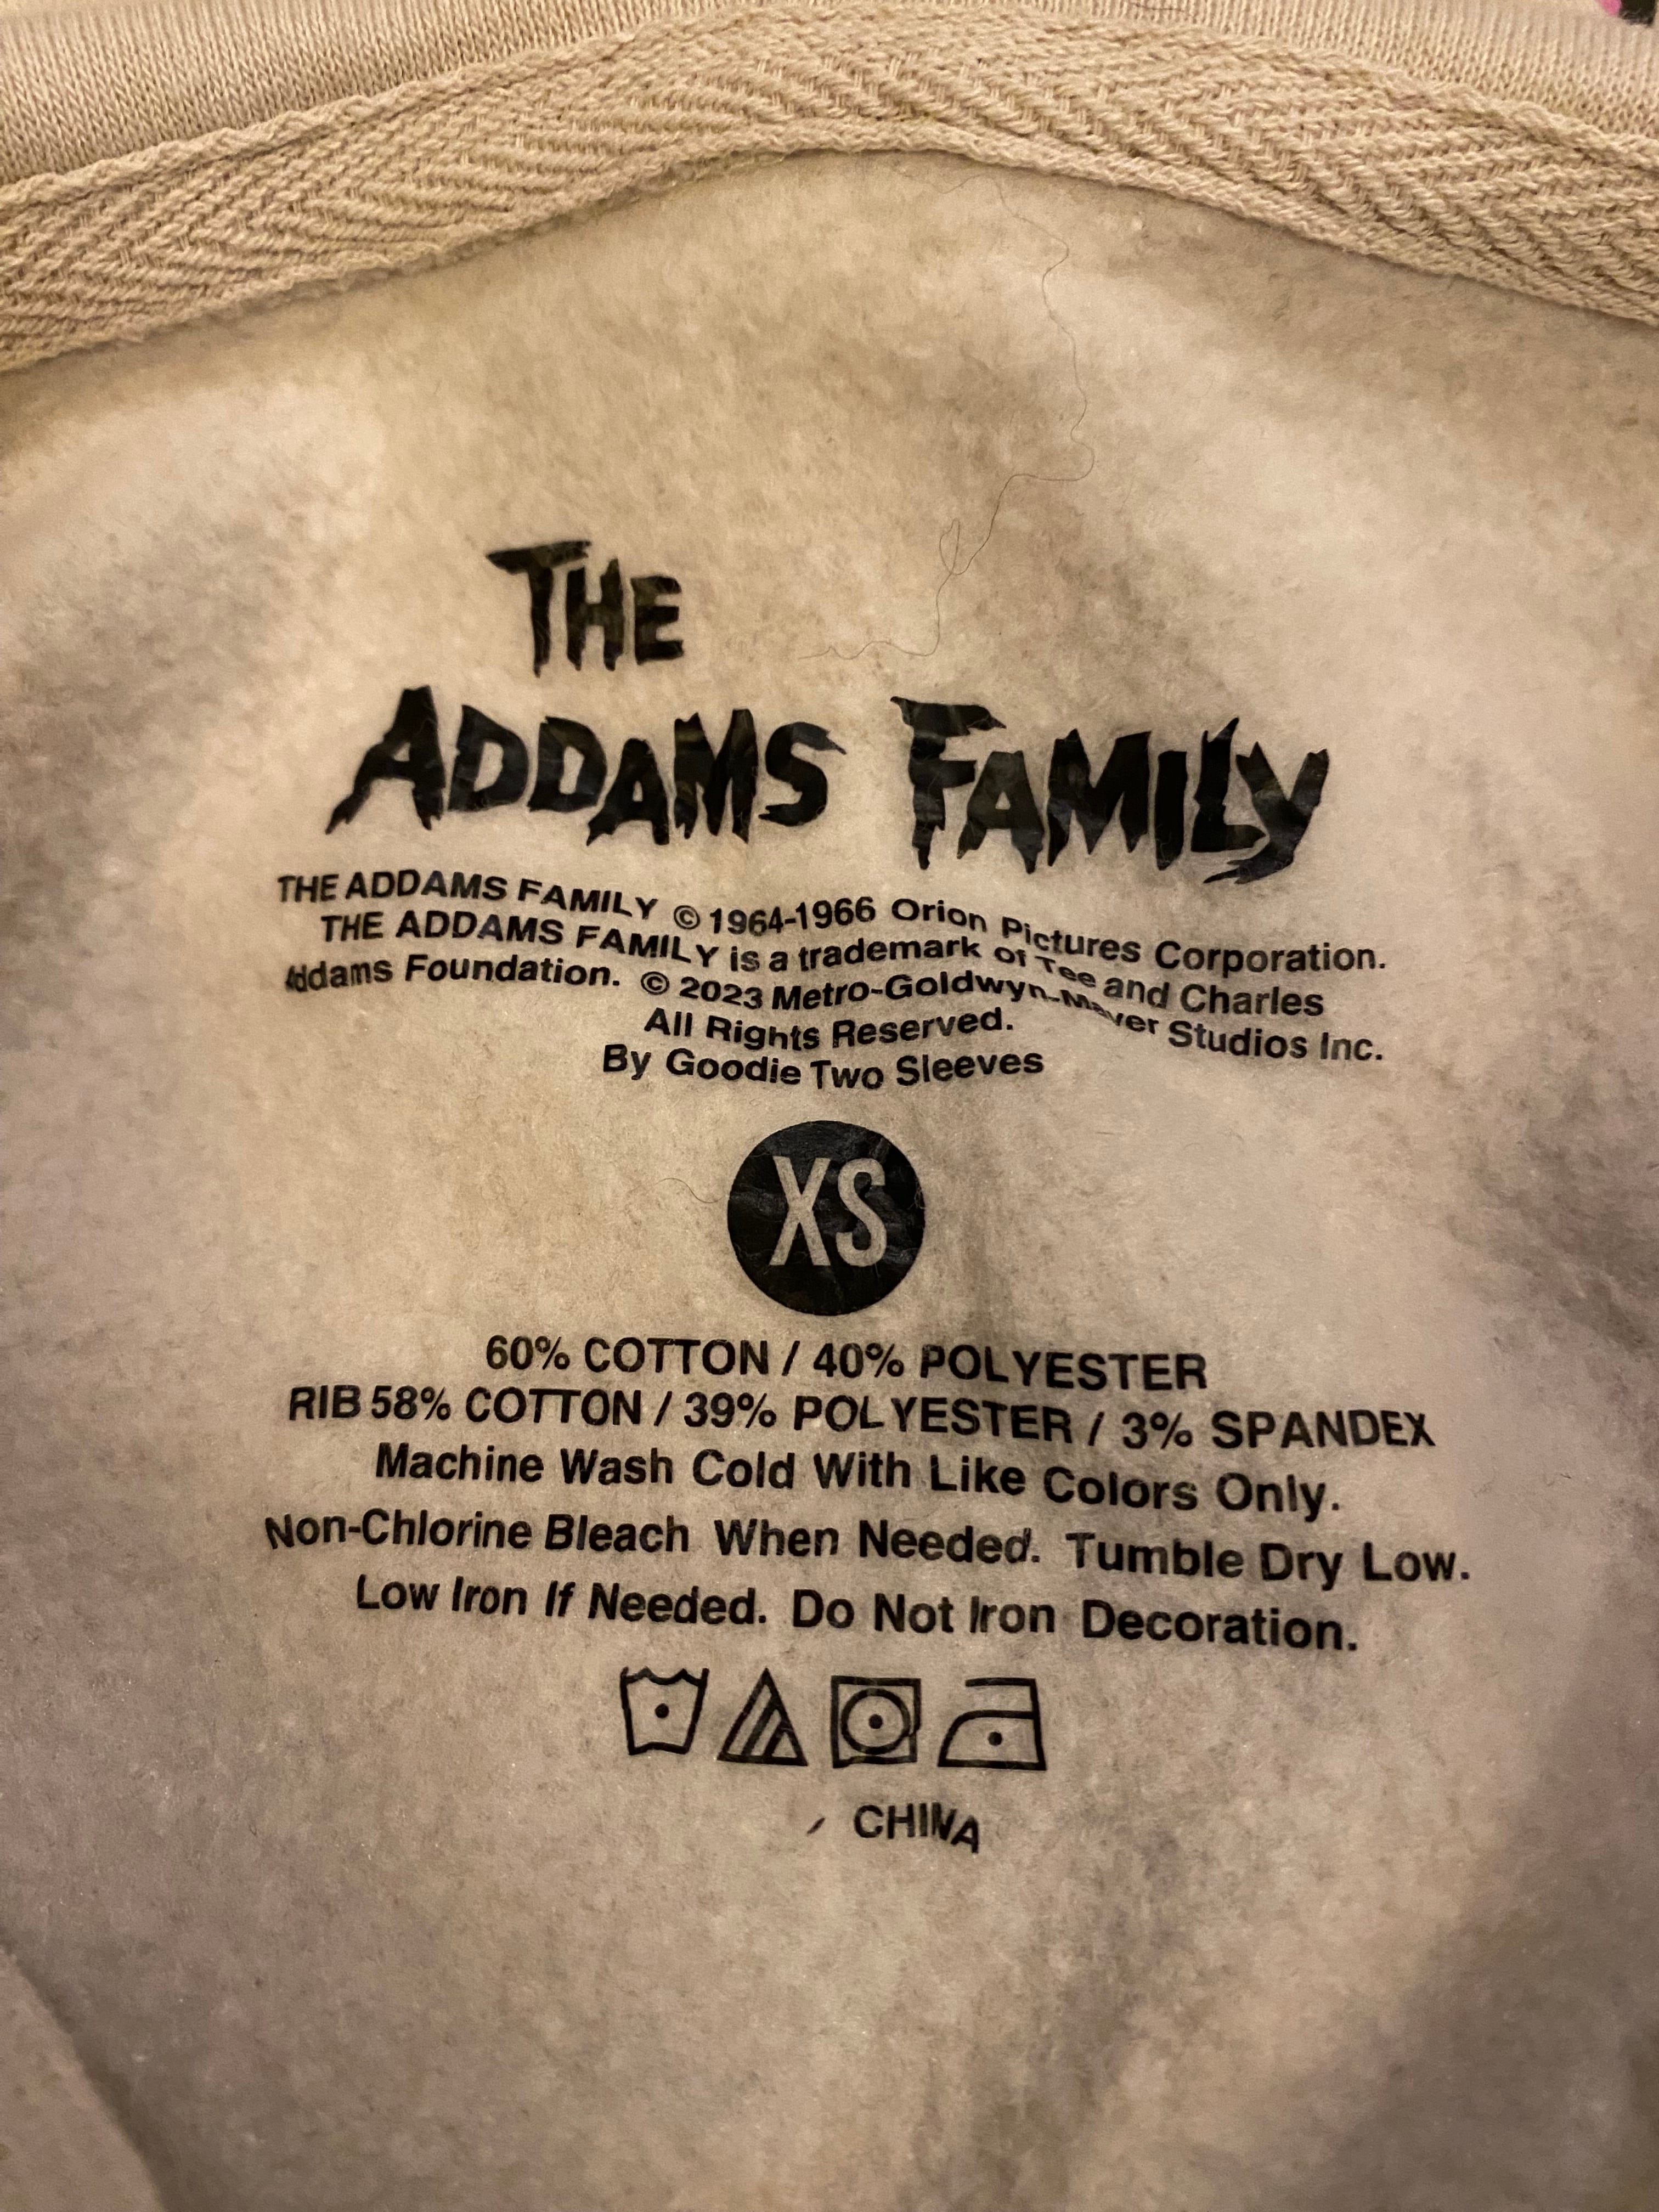 THE
ADDAMS FAMILY
THE ADDAMS FAMILY © 1964-1966 Orion Pictures Corporation.
THE ADDAMS FAMILY is a trademark of Tee and Charles
Addams Foundation. © 2023 Metro-Goldwyn-Mayer Studios Inc.
All Rights Reserved.
By Goodie Two Sleeves
XS
60% COTTON / 40% POLYESTER
RIB 58% COTTON / 39% POLYESTER / 3% SPANDEX
Machine Wash Cold With Like Colors Only.
Non-Chlorine Bleach When Needed. Tumble Dry Low.
Low Iron If Needed. Do Not Iron Decoration.
CHINA